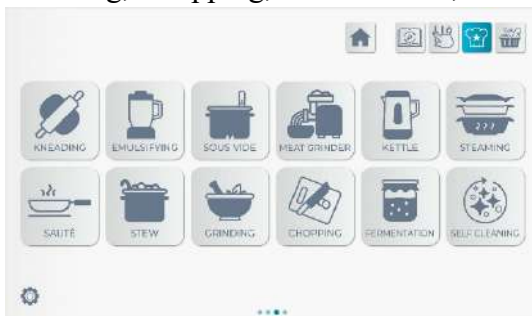 KNEADING EMULSIFYING SOUS VIDE MEAT GRINDER KETTLE STEAMING
SAUTÉ STEW GRINDING CHOPPING FERMENTATION SELF CLEANING